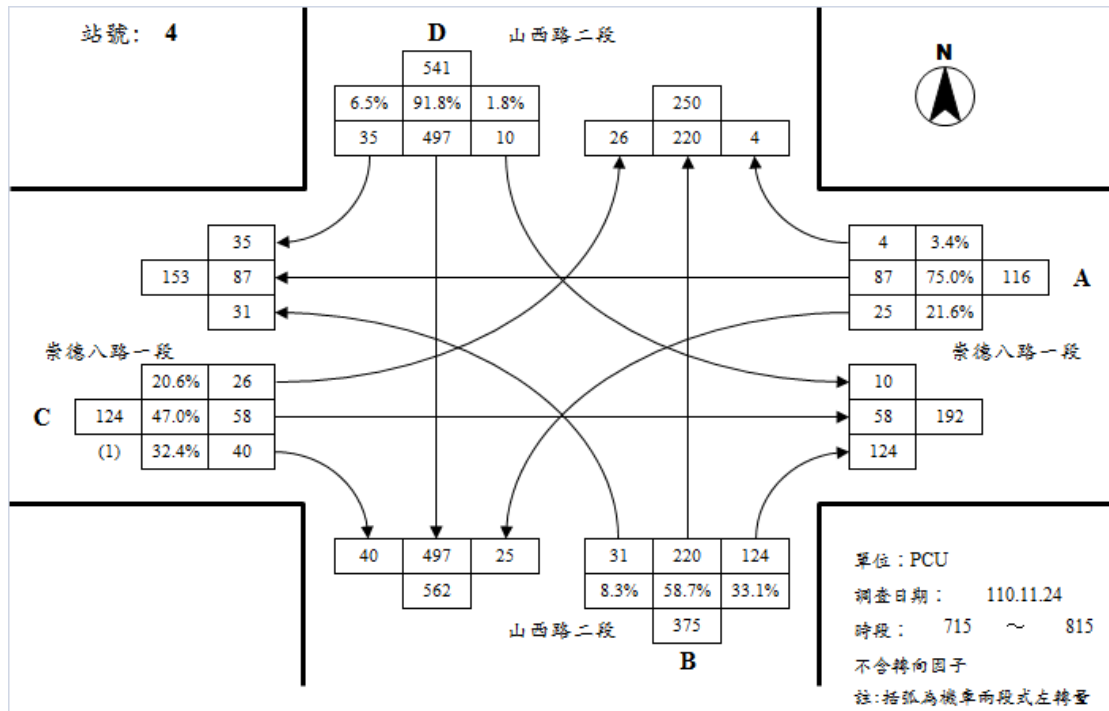 站號: 4
D 山西路二段
N
541
6.5% 91.8% 1.8%
35 497 10
250
26 220 4
35
153 87
31
4 3.4%
87 75.0% 116 A
25 21.6%
崇德八路一段
崇德八路一段
20.6% 26
C 124 47.0% 58
(1) 32.4% 40
10
58 192
124
40 497 25
562
31 220 124
8.3% 58.7% 33.1%
375
山西路二段
B
單位：PCU
調查日期： 110.11.24
時段： 715 ～ 815
不含轉向因子
註:括弧為機車兩段式左轉量